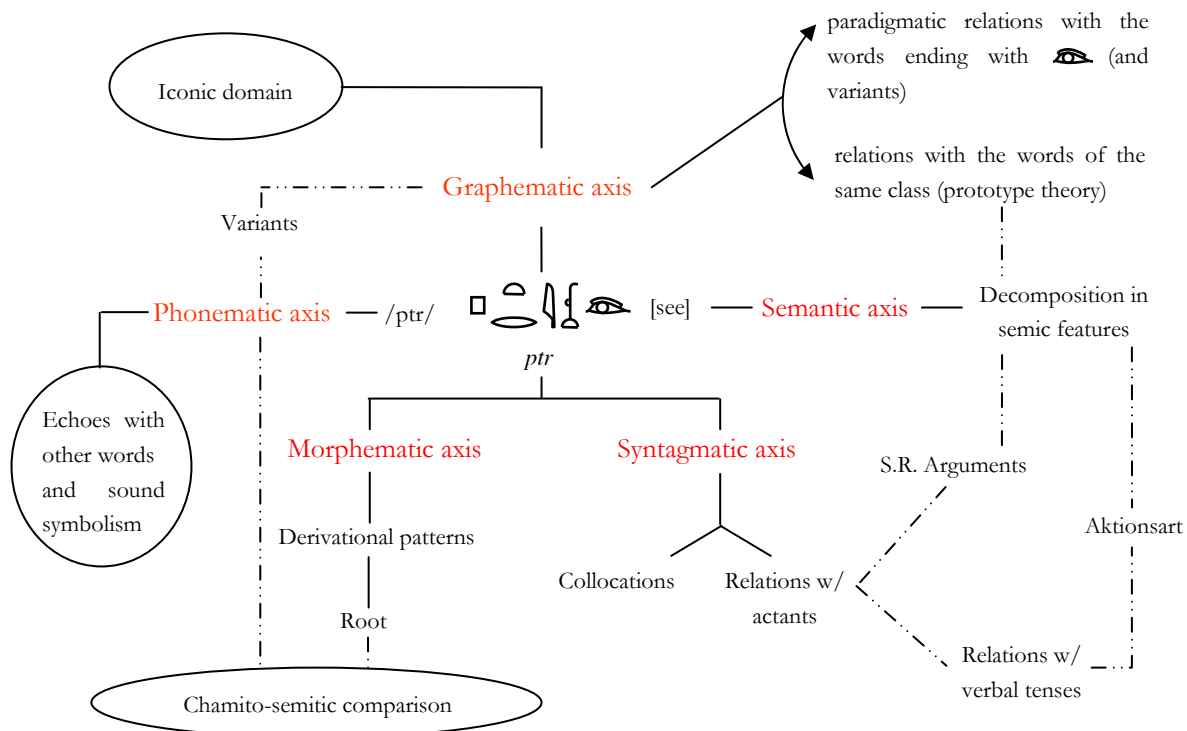 paradigmatic relations with the
words ending with 𓁹 (and
variants)
Iconic domain
relations with the words of the
same class (prototype theory)
Graphematic axis
Variants
Phonematic axis
/ptr/
[see]
Semantic axis
Decomposition in
semic features
ptr
Echoes with
other words
and sound
symbolism
Morphematic axis
Syntagmatic axis
S.R. Arguments
Derivational patterns
Aktionsart
Collocations
Relations w/
actants
Root
Relations w/
verbal tenses
Chamito-semitic comparison